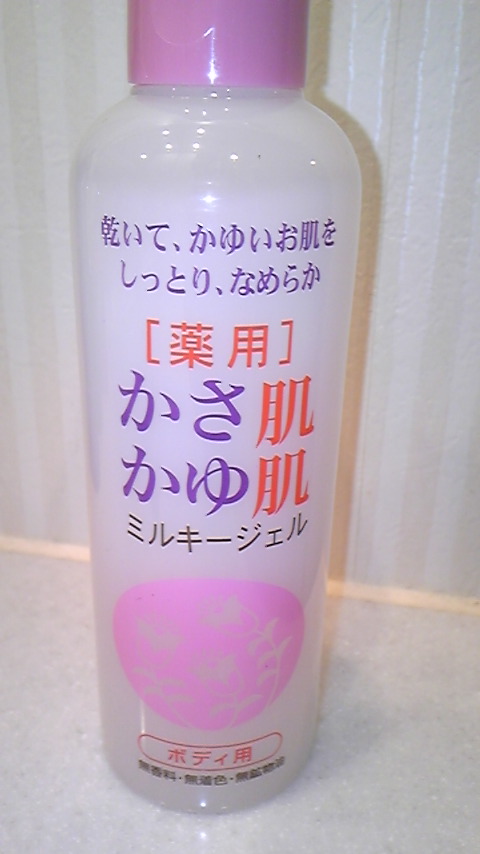 乾いて、かゆいお肌を
しっとり、なめらか
［薬用］
かさ肌
かゆ肌
ミルキージェル
ボディ用
無香料・無着色・無鉱物油